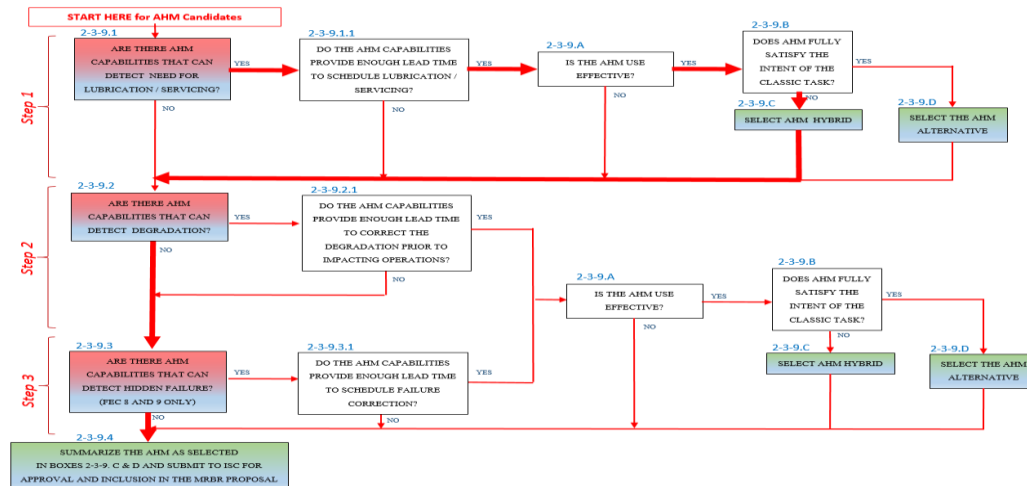 START HERE for AHM Candidates
Step 1
2-3-9.1
ARE THERE AHM
CAPABILITIES THAT CAN
DETECT NEED FOR
LUBRICATION / SERVICING?
YES
NO
2-3-9.1.1
DO THE AHM CAPABILITIES
PROVIDE ENOUGH LEAD TIME
TO SCHEDULE LUBRICATION /
SERVICING?
YES
NO
2-3-9.A
IS THE AHM USE
EFFECTIVE?
YES
NO
2-3-9.B
DOES AHM FULLY
SATISFY THE
INTENT OF THE
CLASSIC TASK?
YES
NO
2-3-9.C
SELECT AHM HYBRID
2-3-9.D
SELECT THE AHM
ALTERNATIVE
Step 2
2-3-9.2
ARE THERE AHM
CAPABILITIES THAT CAN
DETECT DEGRADATION?
YES
NO
2-3-9.2.1
DO THE AHM CAPABILITIES
PROVIDE ENOUGH LEAD TIME
TO CORRECT THE
DEGRADATION PRIOR TO
IMPACTING OPERATIONS?
YES
NO
2-3-9.A
IS THE AHM USE
EFFECTIVE?
YES
NO
2-3-9.B
DOES AHM FULLY
SATISFY THE
INTENT OF THE
CLASSIC TASK?
YES
NO
2-3-9.C
SELECT AHM HYBRID
2-3-9.D
SELECT THE AHM
ALTERNATIVE
Step 3
2-3-9.3
ARE THERE AHM
CAPABILITIES THAT CAN
DETECT HIDDEN FAILURE?
(FEC 8 AND 9 ONLY)
YES
NO
2-3-9.3.1
DO THE AHM CAPABILITIES
PROVIDE ENOUGH LEAD TIME
TO SCHEDULE FAILURE
CORRECTION?
YES
NO
2-3-9.4
SUMMARIZE THE AHM AS SELECTED
IN BOXES 2-3-9. C & D AND SUBMIT TO ISC FOR
APPROVAL AND INCLUSION IN THE MRBR PROPOSAL